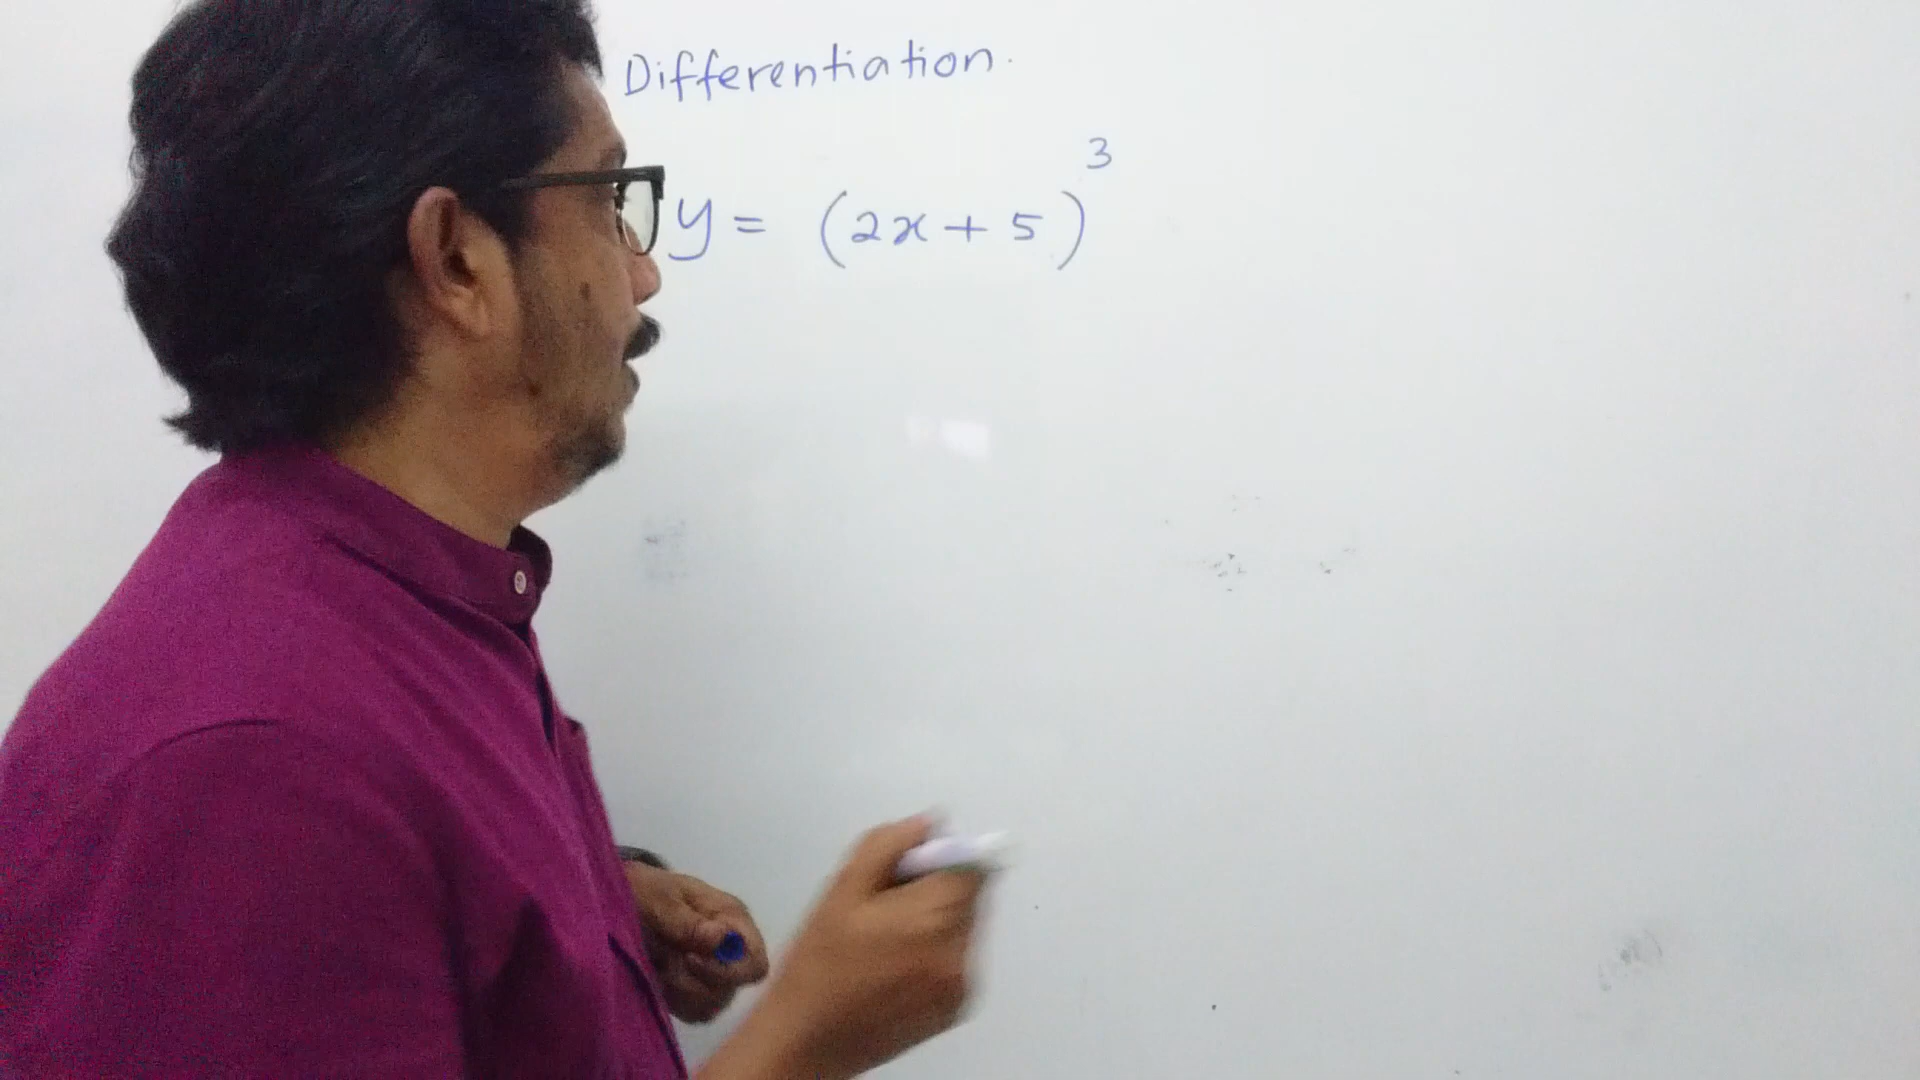 Differentiation.
y = (2x + 5)³